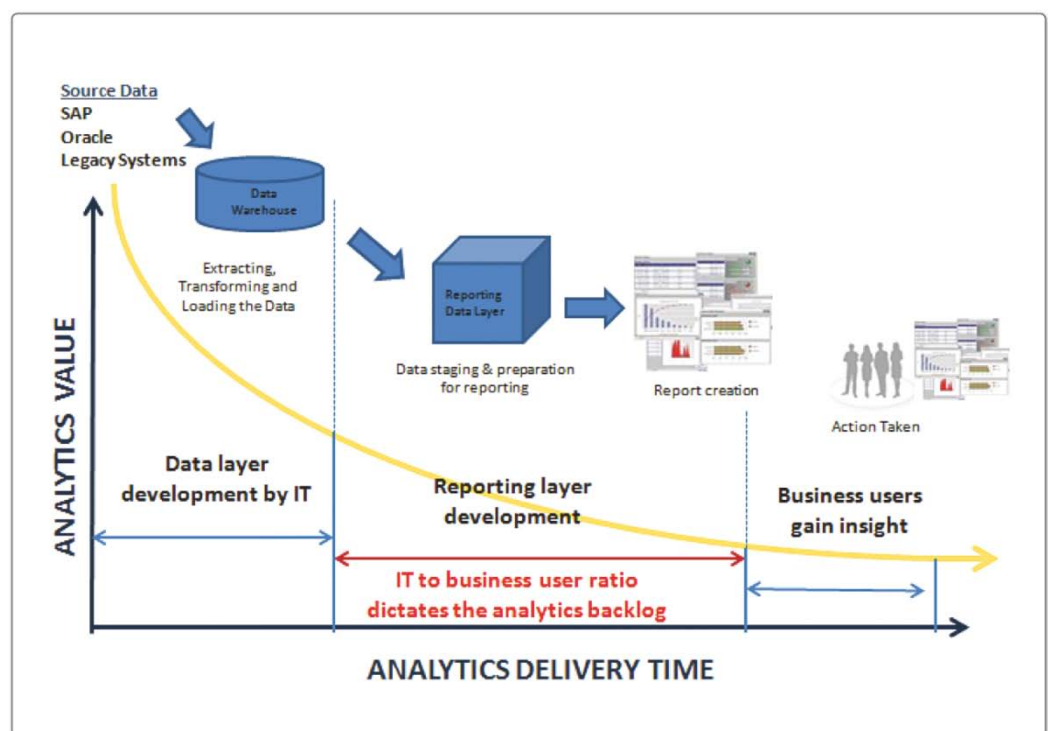 Source Data
SAP
Oracle
Legacy Systems
Data
Warehouse
Extracting,
Transforming and
Loading the Data
Reporting
Data Layer
Data staging & preparation
for reporting
Report creation
Action Taken
ANALYTICS VALUE
Data layer
development by IT
Reporting layer
development
Business users
gain insight
IT to business user ratio
dictates the analytics backlog
ANALYTICS DELIVERY TIME